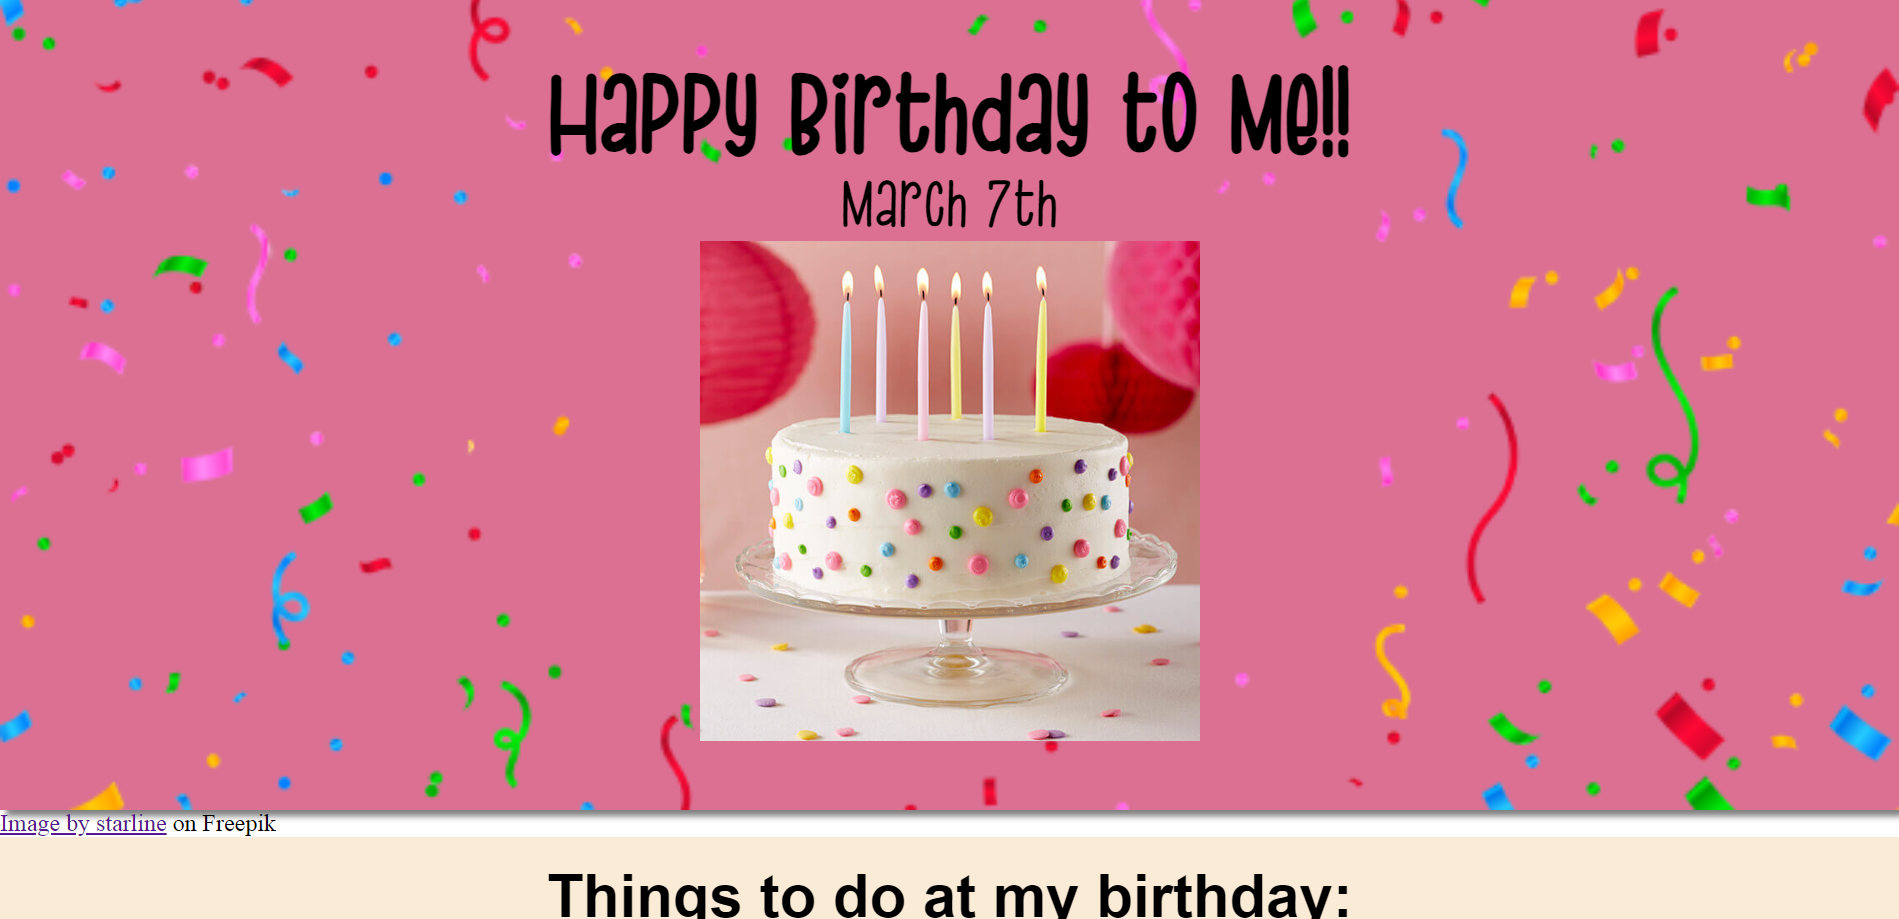 Happy Birthday to Me!!
March 7th
Image by starline on Freepik
Things to do at my birthday: